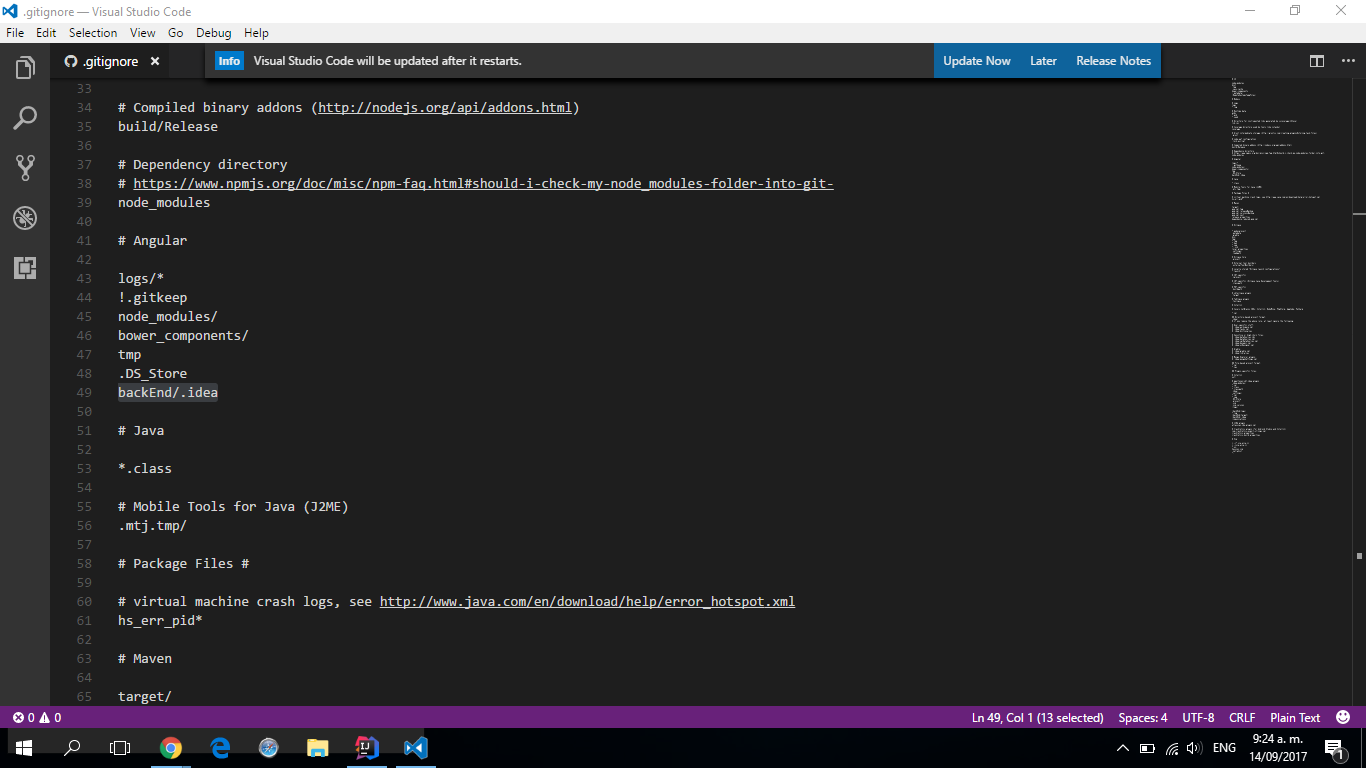 .gitignore — Visual Studio Code
File Edit Selection View Go Debug Help
.gitignore
Info Visual Studio Code will be updated after it restarts. Update Now Later Release Notes
33
34 # Compiled binary addons (http://nodejs.org/api/addons.html)
35 build/Release
36
37 # Dependency directory
38 # https://www.npmjs.org/doc/misc/npm-faq.html#should-i-check-my-node_modules-folder-into-git-
39 node_modules
40
41 # Angular
42
43 logs/*
44 !.gitkeep
45 node_modules/
46 bower_components/
47 tmp
48 .DS_Store
49 backEnd/.idea
50
51 # Java
52
53 *.class
54
55 # Mobile Tools for Java (J2ME)
56 .mtj.tmp/
57
58 # Package Files #
59
60 # virtual machine crash logs, see http://www.java.com/en/download/help/error_hotspot.xml
61 hs_err_pid*
62
63 # Maven
64
65 target/
0 0 Ln 49, Col 1 (13 selected) Spaces: 4 UTF-8 CRLF Plain Text
IJ ENG 9:24 a. m. 1
14/09/2017